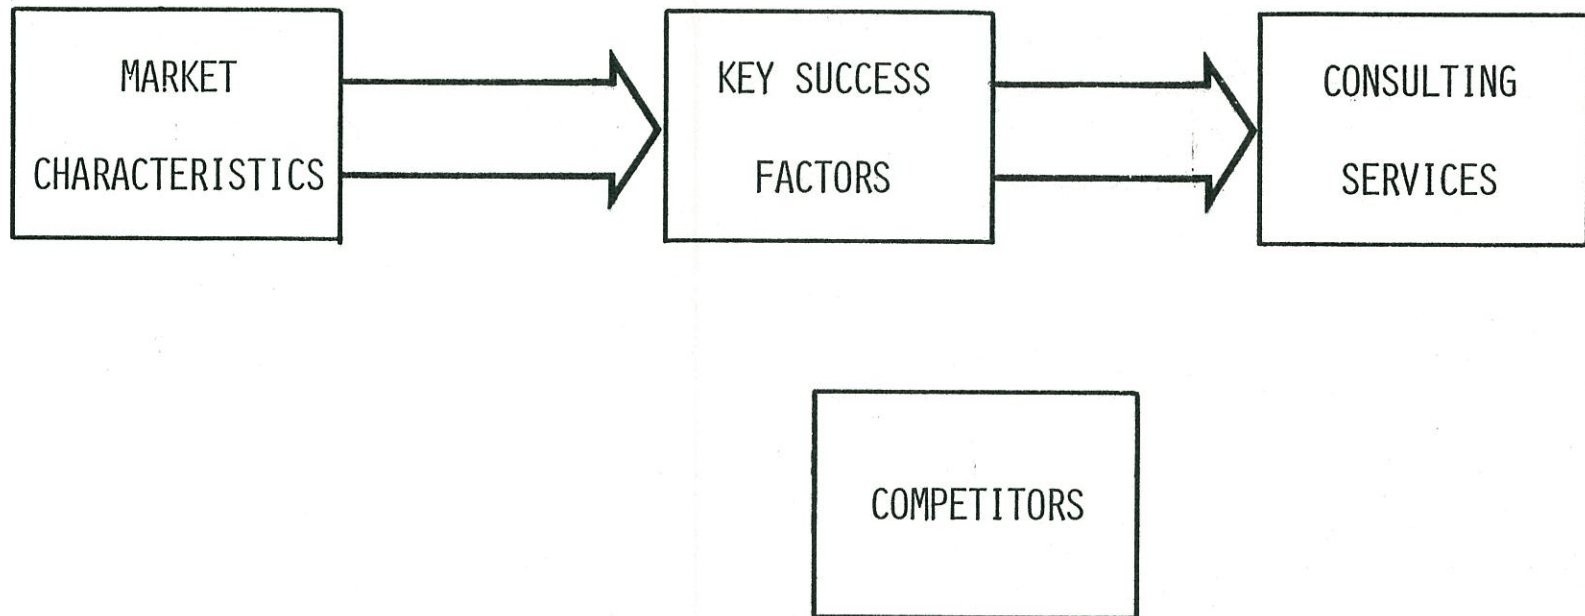 MARKET
CHARACTERISTICS
KEY SUCCESS
FACTORS
CONSULTING
SERVICES
COMPETITORS